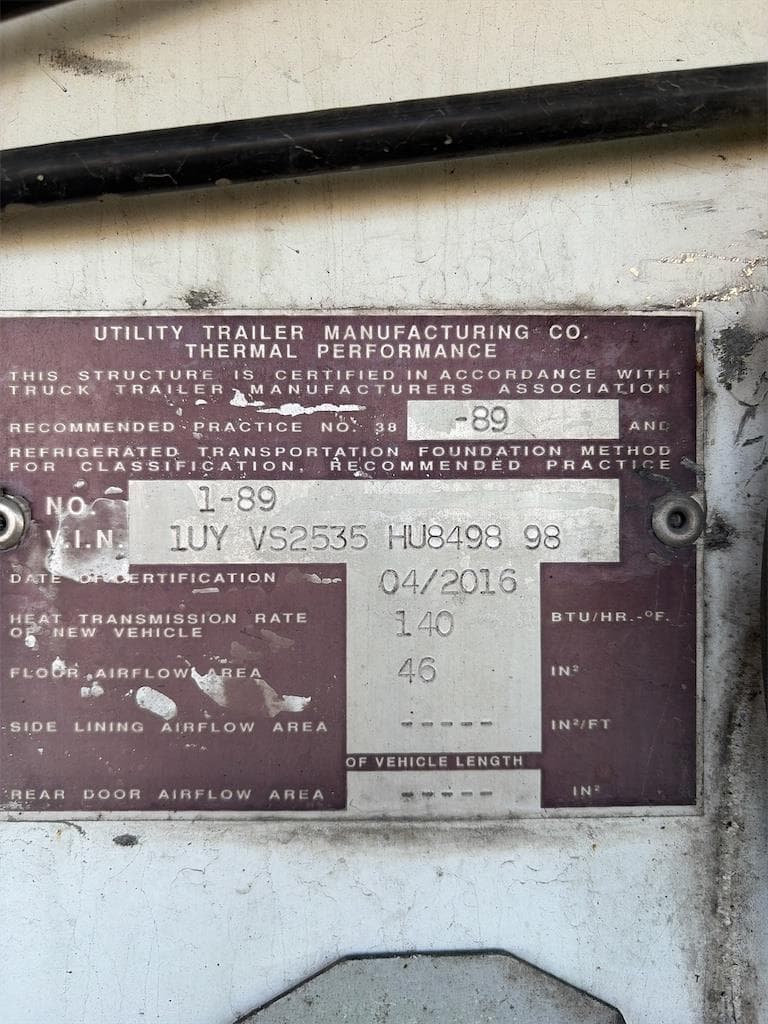 UTILITY TRAILER MANUFACTURING CO.
THERMAL PERFORMANCE
THIS STRUCTURE IS CERTIFIED IN ACCORDANCE WITH
TRUCK TRAILER MANUFACTURERS ASSOCIATION
RECOMMENDED PRACTICE NO. 38 -89 AND
REFRIGERATED TRANSPORTATION FOUNDATION METHOD
FOR CLASSIFICATION, RECOMMENDED PRACTICE
NO. 1-89
V.I.N. 1UY VS2535 HU8498 98
DATE OF CERTIFICATION 04/2016
HEAT TRANSMISSION RATE
OF NEW VEHICLE 140 BTU/HR.-°F.
FLOOR AIRFLOW AREA 46 IN²
SIDE LINING AIRFLOW AREA ----- IN²/FT
OF VEHICLE LENGTH
REAR DOOR AIRFLOW AREA ----- IN²